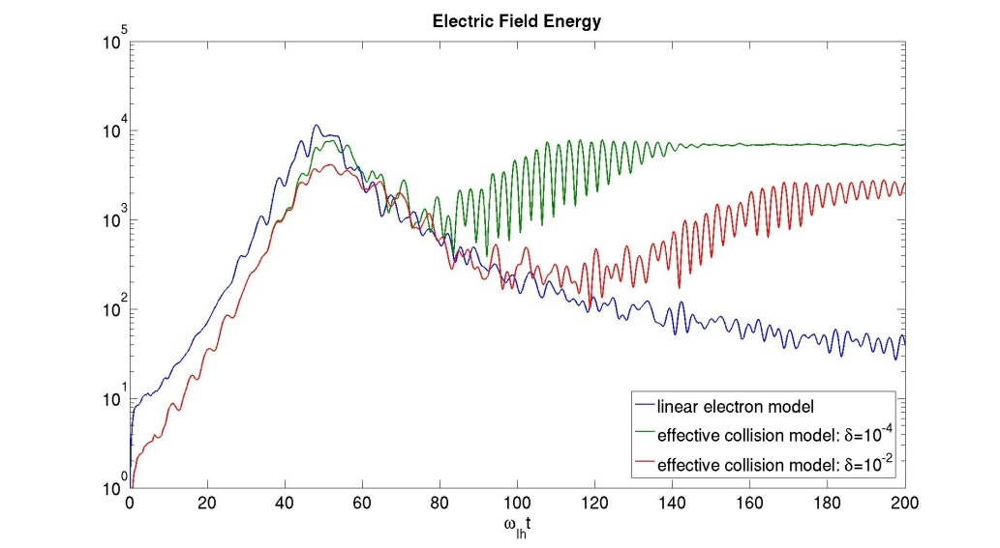 Electric Field Energy
10^5
10^4
10^3
10^2
10^1
10^0
0 20 40 60 80 100 120 140 160 180 200
ω_lh t
linear electron model
effective collision model: δ=10^-4
effective collision model: δ=10^-2